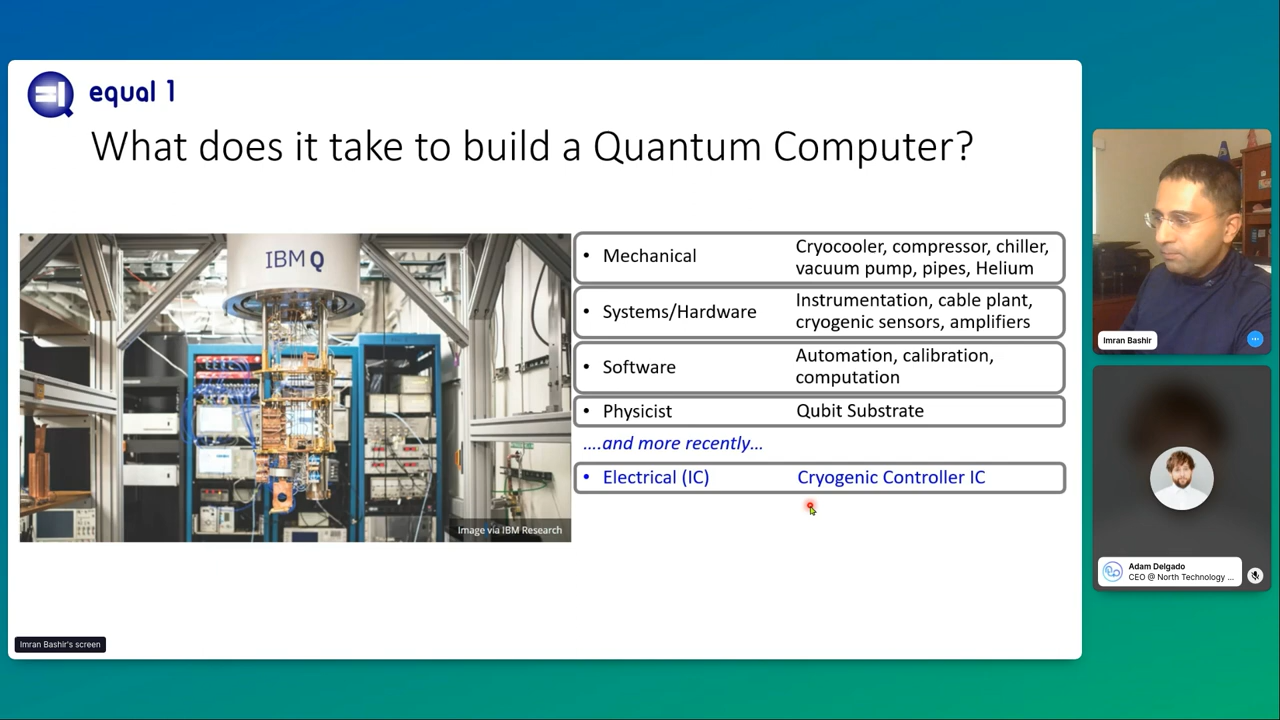 equal 1
What does it take to build a Quantum Computer?
IBM Q
Image via IBM Research
• Mechanical
Cryocooler, compressor, chiller,
vacuum pump, pipes, Helium
• Systems/Hardware
Instrumentation, cable plant,
cryogenic sensors, amplifiers
• Software
Automation, calibration,
computation
• Physicist
Qubit Substrate
....and more recently...
• Electrical (IC)
Cryogenic Controller IC
Imran Bashir's screen
Imran Bashir
Adam Delgado
CEO @ North Technology ...